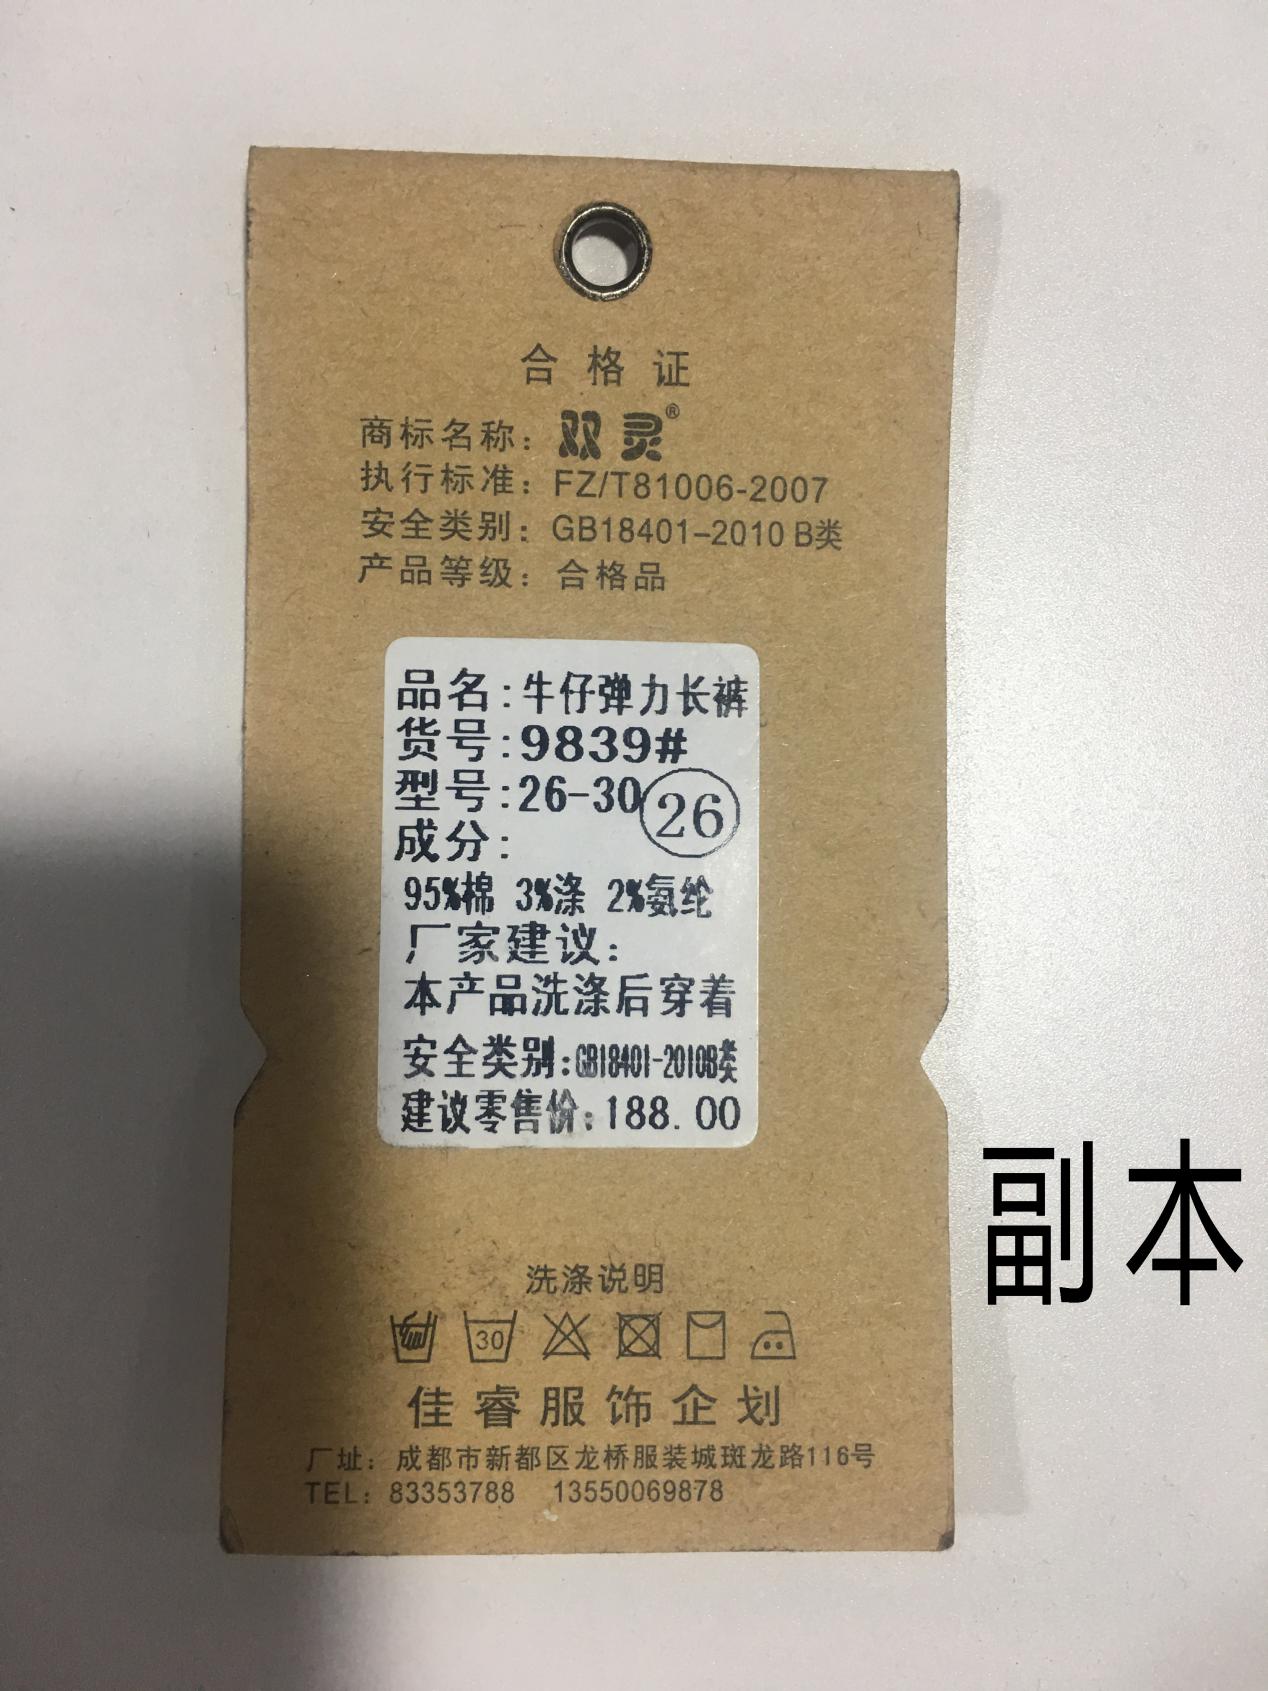 合格证
商标名称：双灵®
执行标准：FZ/T81006-2007
安全类别：GB18401-2010 B类
产品等级：合格品
品名:牛仔弹力长裤
货号:9839#
型号:26-30 26
成分:
95%棉 3%涤 2%氨纶
厂家建议:
本产品洗涤后穿着
安全类别:GB18401-2010B类
建议零售价:188.00
副本
洗涤说明
30
佳睿服饰企划
厂址：成都市新都区龙桥服装城斑龙路116号
TEL：83353788 13550069878